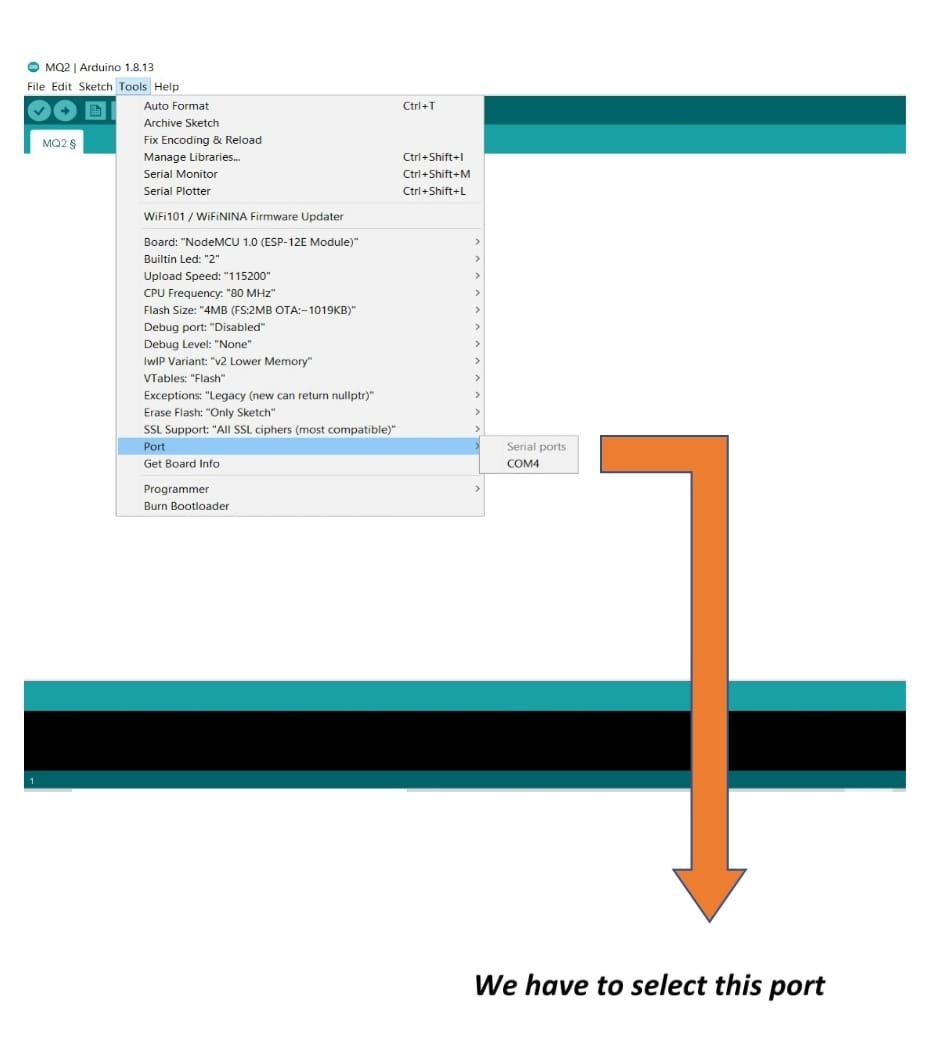 MQ2 | Arduino 1.8.13
File Edit Sketch Tools Help
MQ2 §
Auto Format Ctrl+T
Archive Sketch
Fix Encoding & Reload
Manage Libraries... Ctrl+Shift+I
Serial Monitor Ctrl+Shift+M
Serial Plotter Ctrl+Shift+L
WiFi101 / WiFiNINA Firmware Updater
Board: "NodeMCU 1.0 (ESP-12E Module)"
Builtin Led: "2"
Upload Speed: "115200"
CPU Frequency: "80 MHz"
Flash Size: "4MB (FS:2MB OTA:~1019KB)"
Debug port: "Disabled"
Debug Level: "None"
lwIP Variant: "v2 Lower Memory"
VTables: "Flash"
Exceptions: "Legacy (new can return nullptr)"
Erase Flash: "Only Sketch"
SSL Support: "All SSL ciphers (most compatible)"
Port
Serial ports
COM4
Get Board Info
Programmer
Burn Bootloader
1
We have to select this port